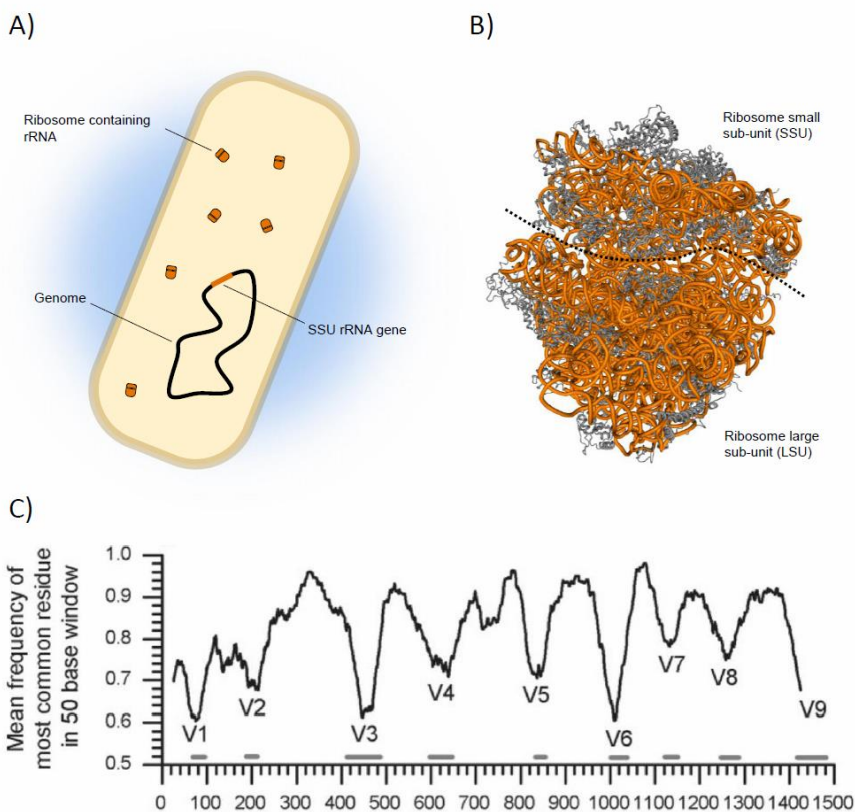 A)
Ribosome containing
rRNA
Genome
SSU rRNA gene
B)
Ribosome small
sub-unit (SSU)
Ribosome large
sub-unit (LSU)
C)
Mean frequency of
most common residue
in 50 base window
1.0
0.9
0.8
0.7
0.6
0.5
V1
V2
V3
V4
V5
V6
V7
V8
V9
0 100 200 300 400 500 600 700 800 900 1000 1100 1200 1300 1400 1500